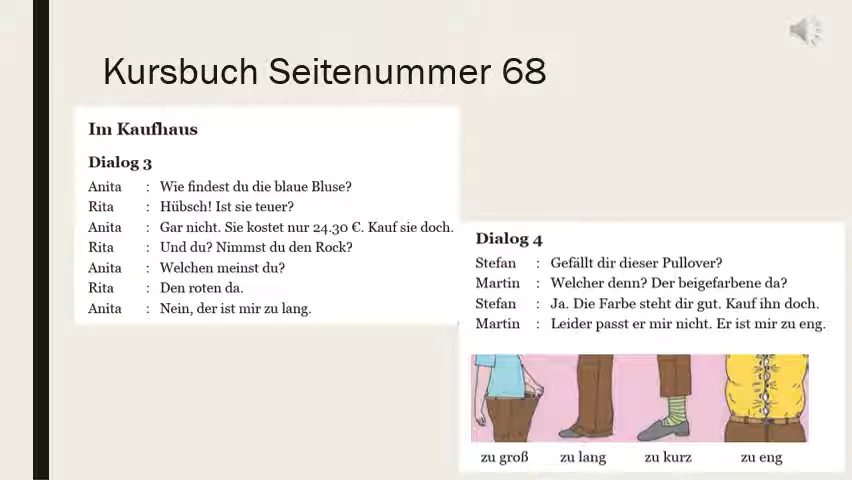 Kursbuch Seitenummer 68
Im Kaufhaus
Dialog 3
Anita : Wie findest du die blaue Bluse?
Rita : Hübsch! Ist sie teuer?
Anita : Gar nicht. Sie kostet nur 24.30 €. Kauf sie doch.
Rita : Und du? Nimmst du den Rock?
Anita : Welchen meinst du?
Rita : Den roten da.
Anita : Nein, der ist mir zu lang.
Dialog 4
Stefan : Gefällt dir dieser Pullover?
Martin : Welcher denn? Der beigefarbene da?
Stefan : Ja. Die Farbe steht dir gut. Kauf ihn doch.
Martin : Leider passt er mir nicht. Er ist mir zu eng.
zu groß zu lang zu kurz zu eng